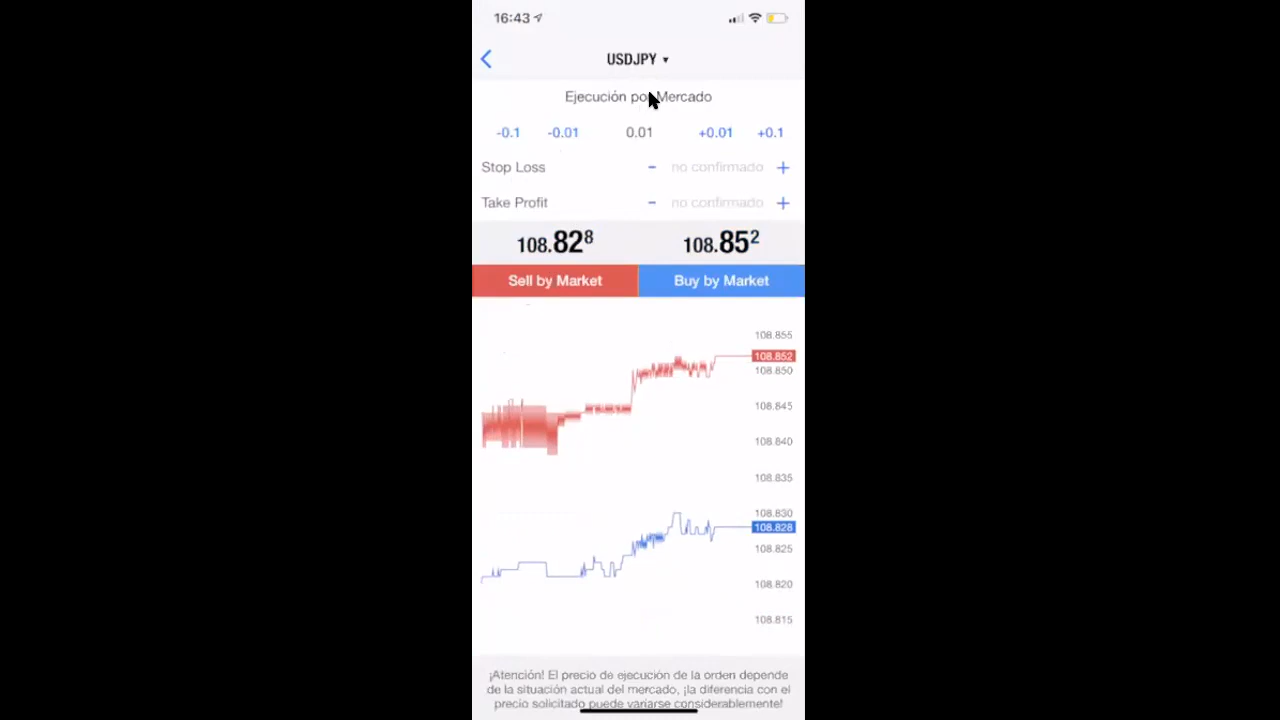 16:43
USDJPY ▼
Ejecución por Mercado
-0.1 -0.01 0.01 +0.01 +0.1
Stop Loss - no confirmado +
Take Profit - no confirmado +
108.828 108.852
Sell by Market Buy by Market
108.855
108.852
108.850
108.845
108.840
108.835
108.830
108.828
108.825
108.820
108.815
¡Atención! El precio de ejecución de la orden depende
de la situación actual del mercado, ¡la diferencia con el
precio solicitado puede variarse considerablemente!